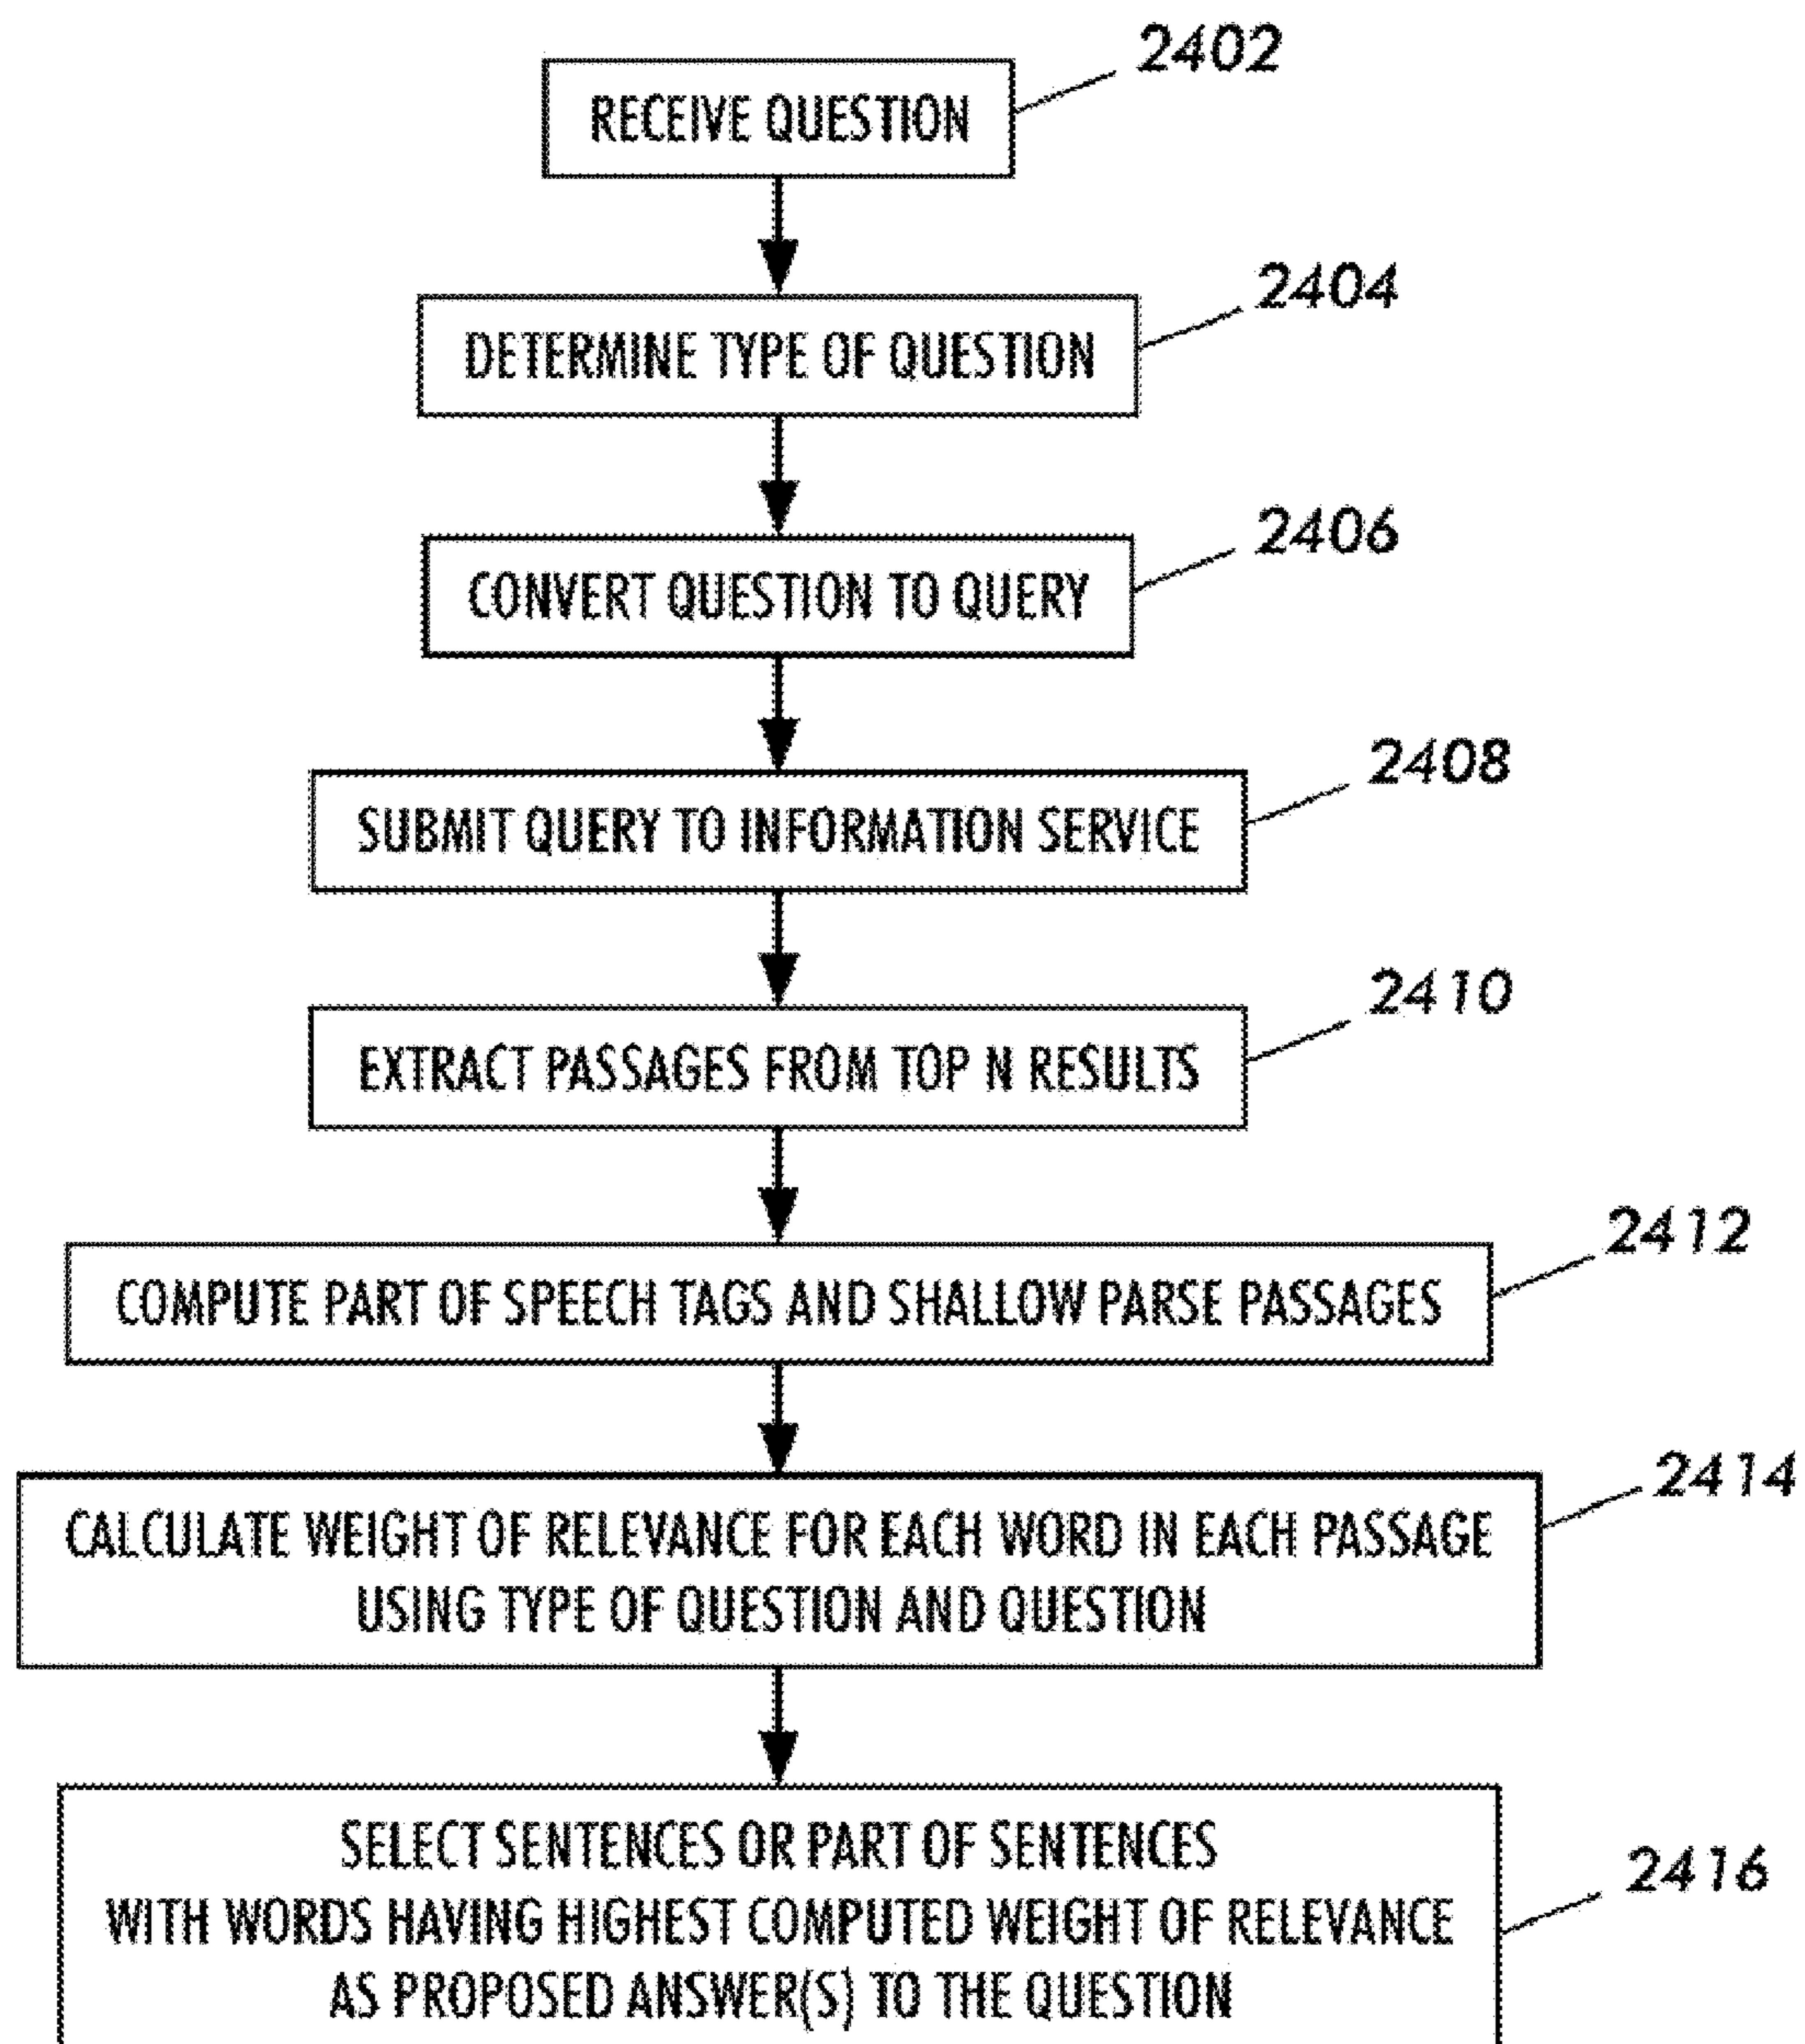 2402
RECEIVE QUESTION
2404
DETERMINE TYPE OF QUESTION
2406
CONVERT QUESTION TO QUERY
2408
SUBMIT QUERY TO INFORMATION SERVICE
2410
EXTRACT PASSAGES FROM TOP N RESULTS
2412
COMPUTE PART OF SPEECH TAGS AND SHALLOW PARSE PASSAGES
2414
CALCULATE WEIGHT OF RELEVANCE FOR EACH WORD IN EACH PASSAGE
USING TYPE OF QUESTION AND QUESTION
2416
SELECT SENTENCES OR PART OF SENTENCES
WITH WORDS HAVING HIGHEST COMPUTED WEIGHT OF RELEVANCE
AS PROPOSED ANSWER(S) TO THE QUESTION